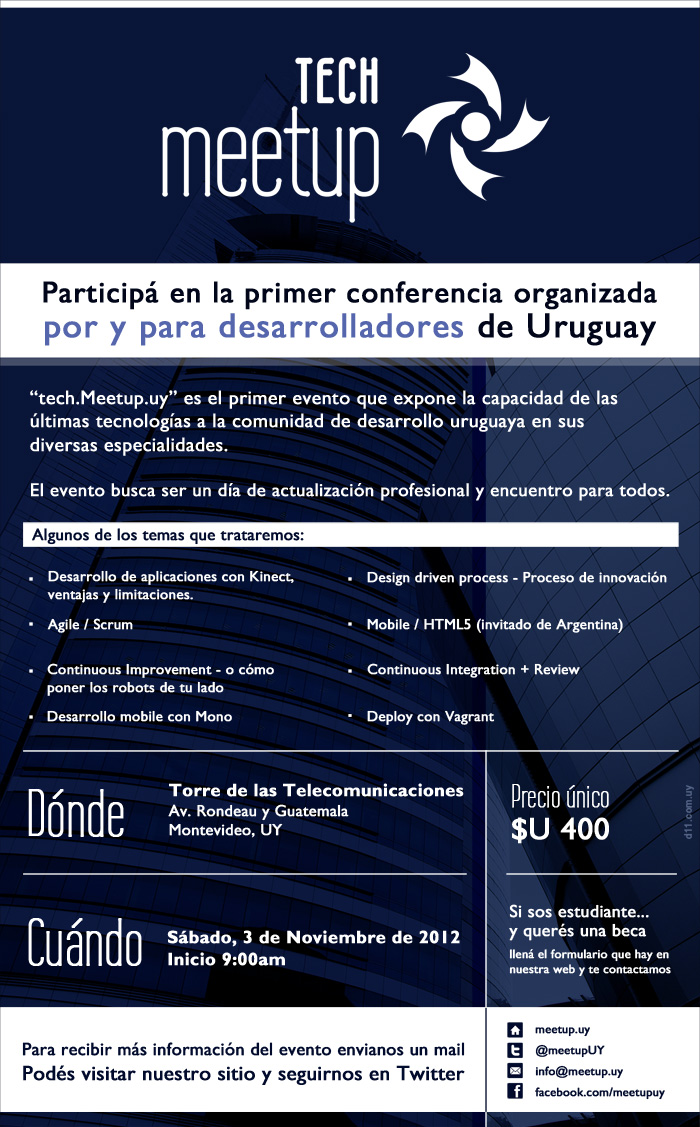 TECH
meetup
Participá en la primer conferencia organizada
por y para desarrolladores de Uruguay
“tech.Meetup.uy” es el primer evento que expone la capacidad de las
últimas tecnologías a la comunidad de desarrollo uruguaya en sus
diversas especialidades.
El evento busca ser un día de actualización profesional y encuentro para todos.
Algunos de los temas que trataremos:
▪ Desarrollo de aplicaciones con Kinect,
ventajas y limitaciones.
▪ Agile / Scrum
▪ Continuous Improvement - o cómo
poner los robots de tu lado
▪ Desarrollo mobile con Mono
▪ Design driven process - Proceso de innovación
▪ Mobile / HTML5 (invitado de Argentina)
▪ Continuous Integration + Review
▪ Deploy con Vagrant
Dónde
Torre de las Telecomunicaciones
Av. Rondeau y Guatemala
Montevideo, UY
Precio único
$U 400
d11.com.uy
Cuándo
Sábado, 3 de Noviembre de 2012
Inicio 9:00am
Si sos estudiante...
y querés una beca
llená el formulario que hay en
nuestra web y te contactamos
Para recibir más información del evento envianos un mail
Podés visitar nuestro sitio y seguirnos en Twitter
meetup.uy
@meetupUY
info@meetup.uy
facebook.com/meetupuy